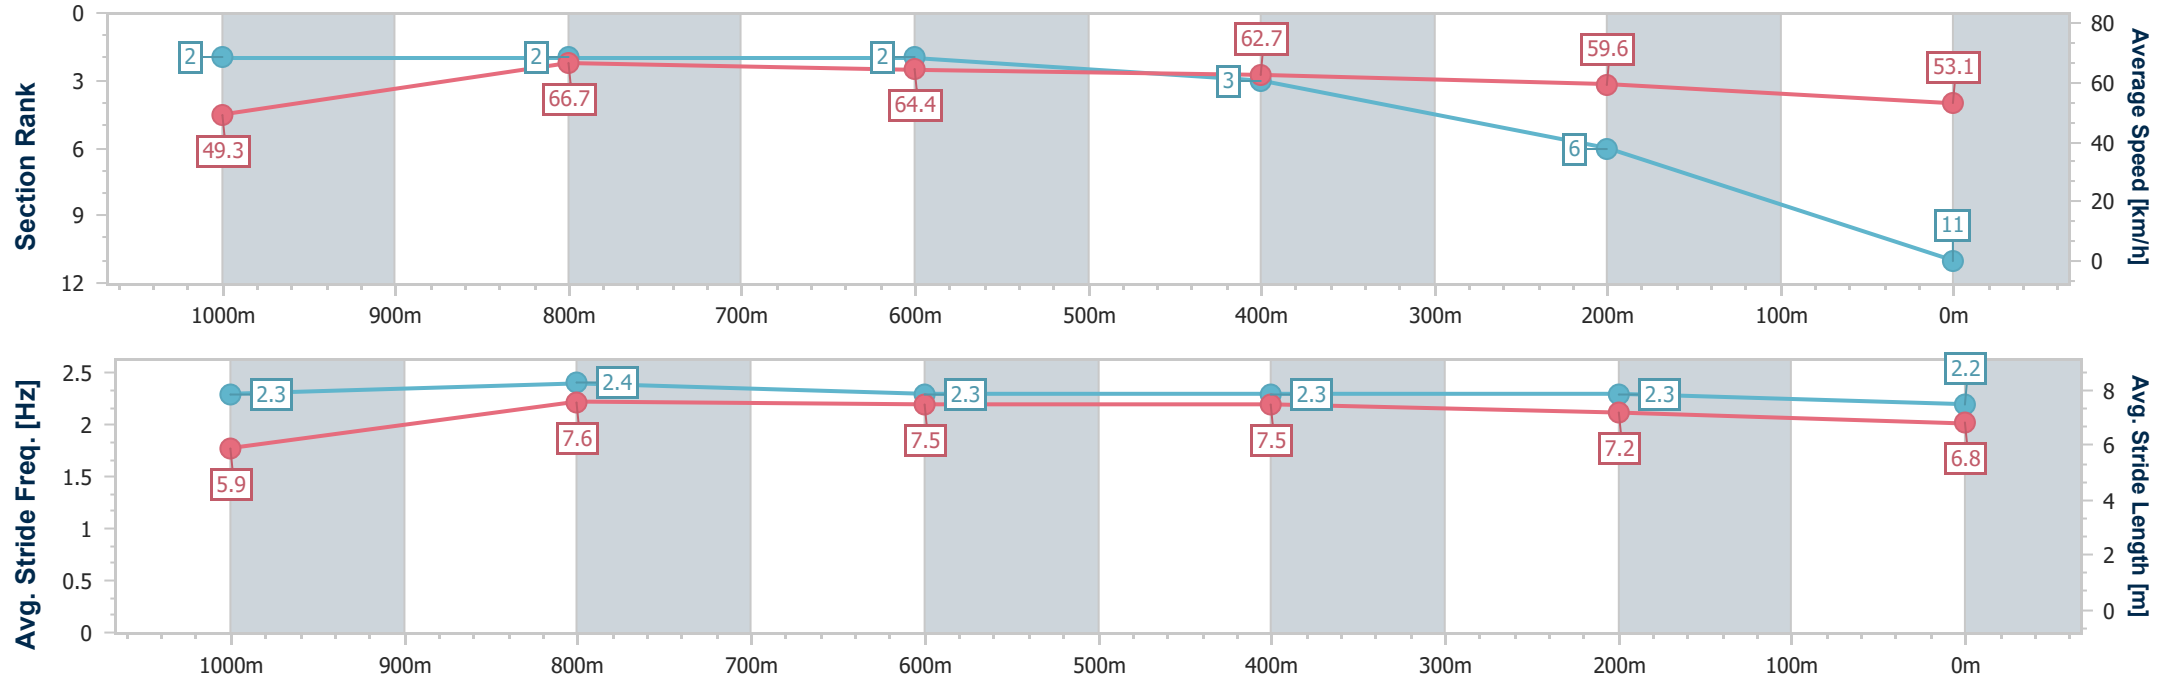 Section Rank
0
3
6
9
12
2
2
2
3
6
11
49.3
66.7
64.4
62.7
59.6
53.1
80
60
40
20
0
Average Speed [km/h]
1000m
900m
800m
700m
600m
500m
400m
300m
200m
100m
0m
Avg. Stride Freq. [Hz]
2.5
2
1.5
1
0.5
0
2.3
2.4
2.3
2.3
2.3
2.2
5.9
7.6
7.5
7.5
7.2
6.8
8
6
4
2
0
Avg. Stride Length [m]
1000m
900m
800m
700m
600m
500m
400m
300m
200m
100m
0m